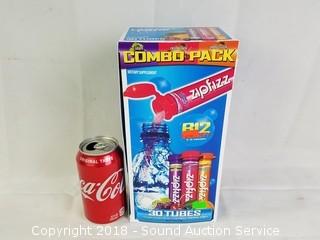 COMBO PACK
DIETARY SUPPLEMENT
zipfizz
B12
zipfizz
zipfizz
zipfizz
30 TUBES
ORIGINAL TASTE
Coca-Cola
Copyright 2018 - Sound Auction Service